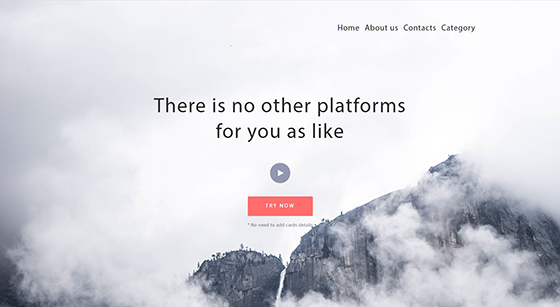 Home About us Contacts Category
There is no other platforms
for you as like
TRY NOW
* No need to add cards details